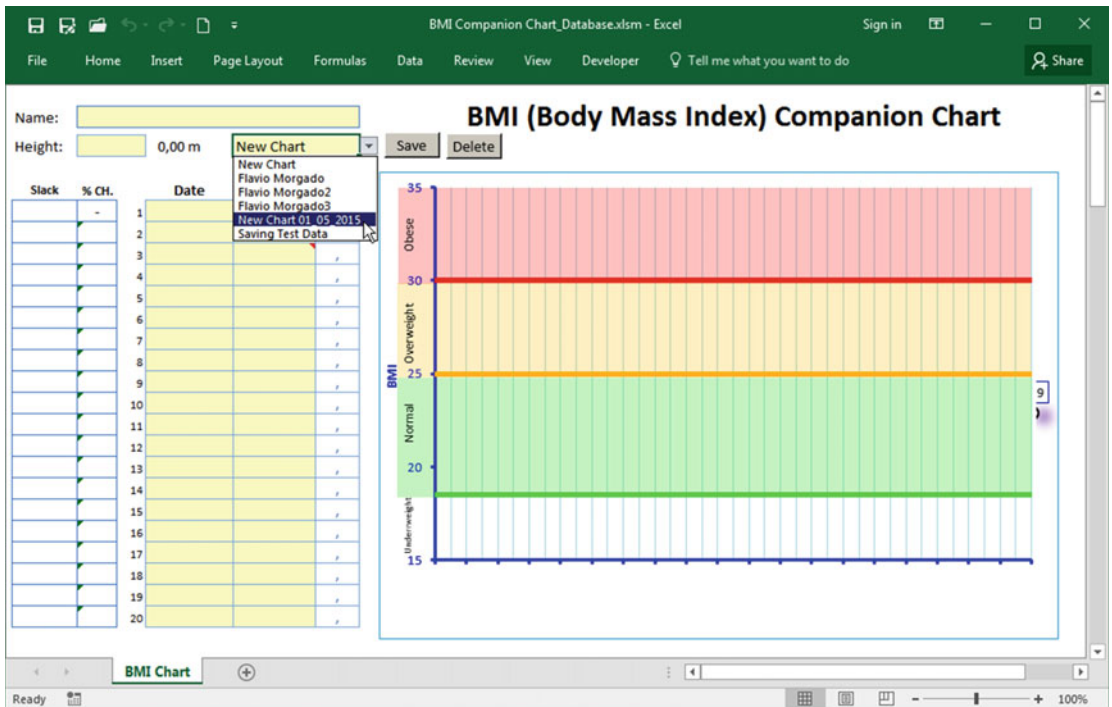 BMI Companion Chart_Database.xlsm - Excel
Sign in
File Home Insert Page Layout Formulas Data Review View Developer Tell me what you want to do Share
BMI (Body Mass Index) Companion Chart
Name:
Height: 0,00 m New Chart Save Delete
New Chart
Flavio Morgado
Flavio Morgado2
Flavio Morgado3
New Chart 01_05_2015
Saving Test Data
Slack % CH. Date
-
1
2
3 ,
4 ,
5 ,
6 ,
7 ,
8 ,
9 ,
10 ,
11 ,
12 ,
13 ,
14 ,
15 ,
16 ,
17 ,
18 ,
19 ,
20 ,
BMI
35
Obese
30
Overweight
25
Normal
20
Underrweight
15
9
BMI Chart
Ready
100%